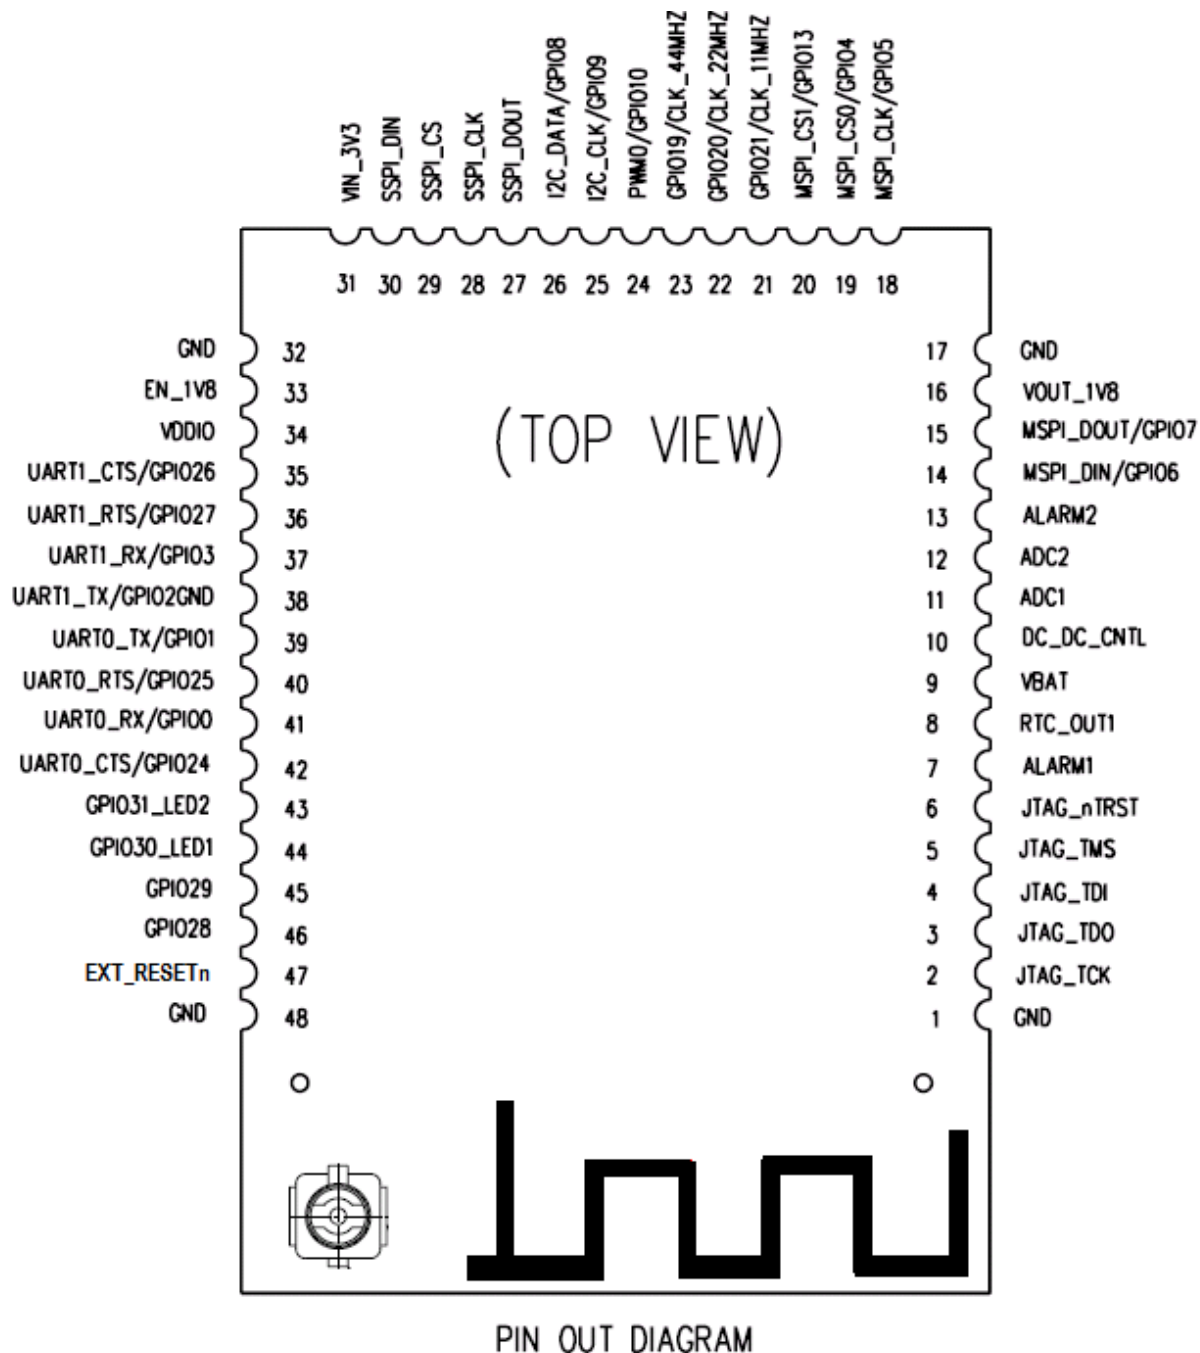 VIN_3V3
SSPI_DIN
SSPI_CS
SSPI_CLK
SSPI_DOUT
I2C_DATA/GPIO8
I2C_CLK/GPIO9
PWM0/GPIO10
GPIO19/CLK_44MHZ
GPIO20/CLK_22MHZ
GPIO21/CLK_11MHZ
MSPI_CS1/GPIO13
MSPI_CS0/GPIO4
MSPI_CLK/GPIO5
31 30 29 28 27 26 25 24 23 22 21 20 19 18
GND 32 17 GND
EN_1V8 33 16 VOUT_1V8
VDDIO 34 15 MSPI_DOUT/GPIO7
(TOP VIEW)
UART1_CTS/GPIO26 35 14 MSPI_DIN/GPIO6
UART1_RTS/GPIO27 36 13 ALARM2
UART1_RX/GPIO3 37 12 ADC2
UART1_TX/GPIO2GND 38 11 ADC1
UART0_TX/GPIO1 39 10 DC_DC_CNTL
UART0_RTS/GPIO25 40 9 VBAT
UART0_RX/GPIO0 41 8 RTC_OUT1
UART0_CTS/GPIO24 42 7 ALARM1
GPIO31_LED2 43 6 JTAG_nTRST
GPIO30_LED1 44 5 JTAG_TMS
GPIO29 45 4 JTAG_TDI
GPIO28 46 3 JTAG_TDO
EXT_RESETn 47 2 JTAG_TCK
GND 48 1 GND
PIN OUT DIAGRAM